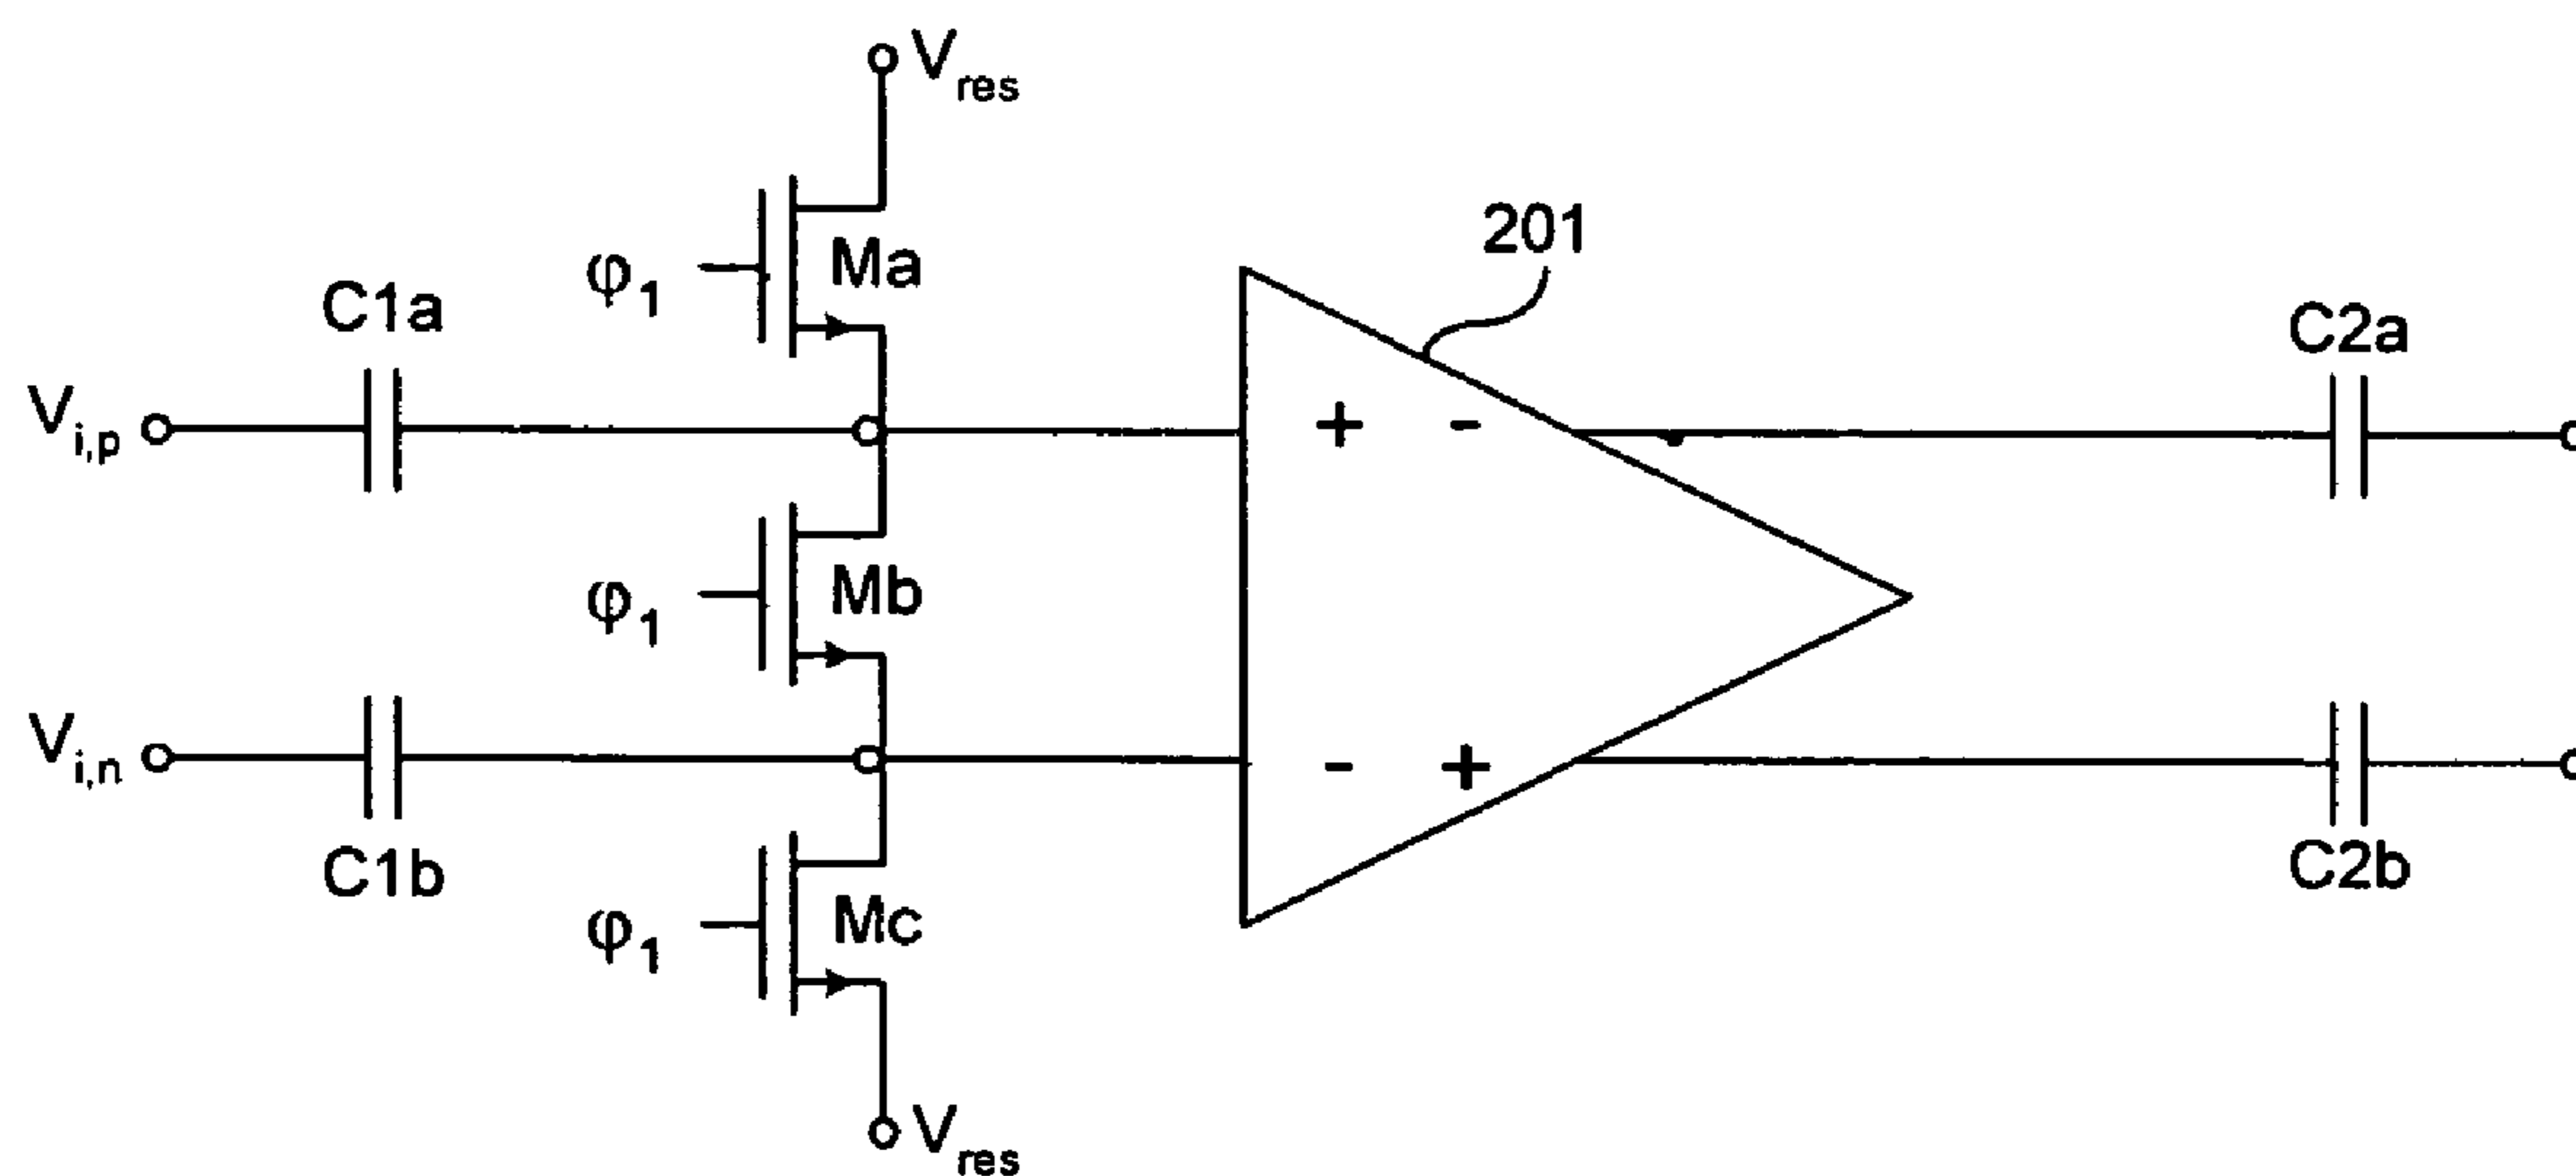 V_res
201
φ_1
Ma
C1a
C2a
V_i,p
+ -
φ_1
Mb
V_i,n
- +
C1b
C2b
φ_1
Mc
V_res